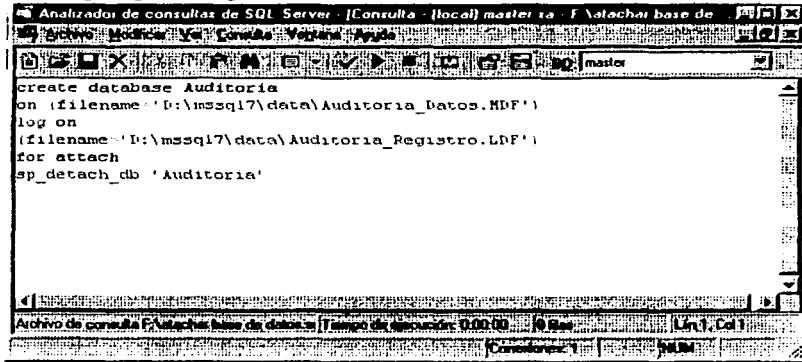 Analizador de consultas de SQL Server - [Consulta - (local) master sa - F:\atachar base de
Archivo Modificar Ver Consulta Ventana Ayuda
BD: master
create database Auditoria
on (filename='D:\mssql7\data\Auditoria_Datos.MDF')
log on
(filename='D:\mssql7\data\Auditoria_Registro.LDF')
for attach
sp_detach_db 'Auditoria'
Archivo de consulta F:\atachar base de datos.s Tiempo de ejecución: 0:00:00 0 filas Lín 1, Col 1
Conexiones: 1 NUM